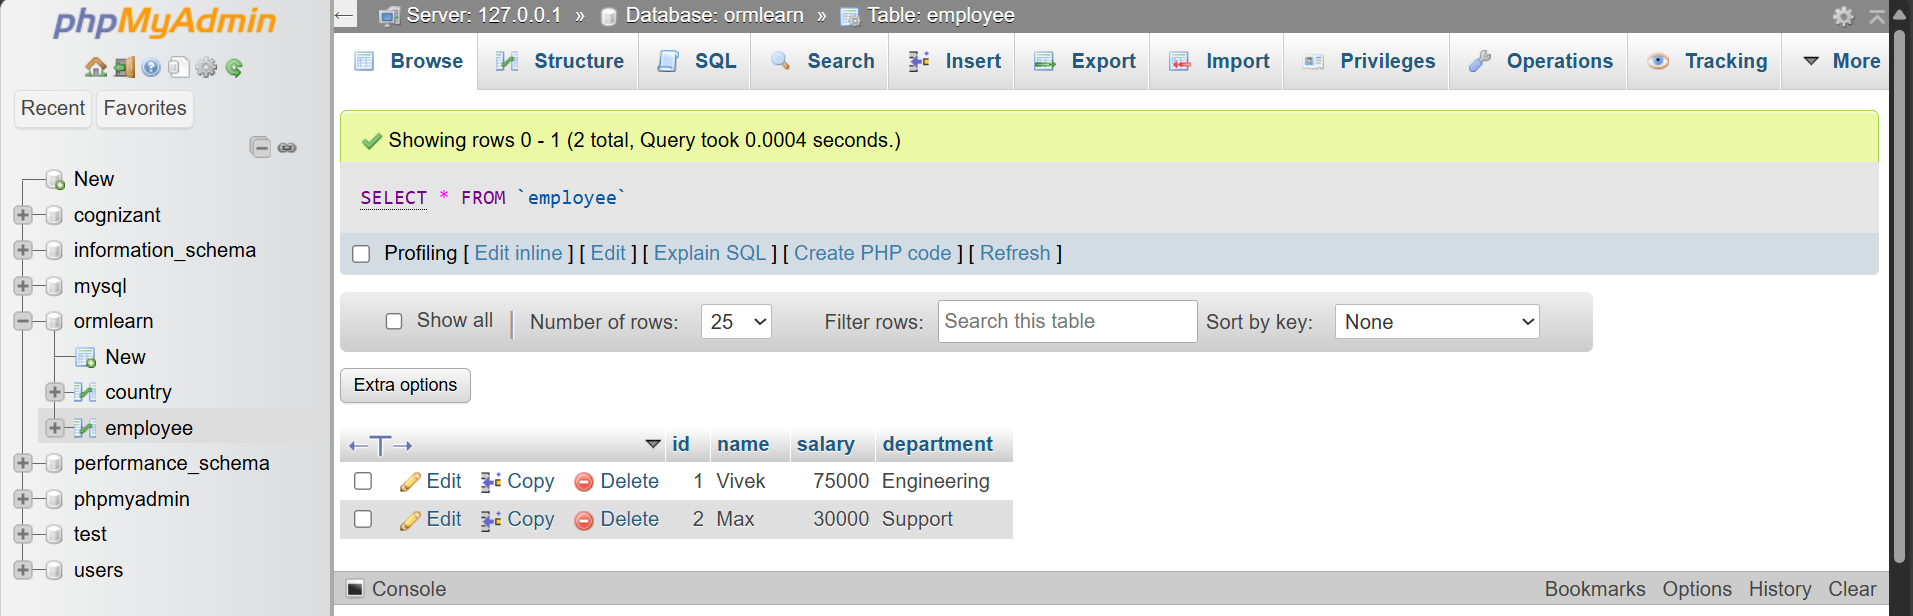 phpMyAdmin
Recent Favorites
New
cognizant
information_schema
mysql
ormlearn
New
country
employee
performance_schema
phpmyadmin
test
users
Server: 127.0.0.1 » Database: ormlearn » Table: employee
Browse Structure SQL Search Insert Export Import Privileges Operations Tracking More
Showing rows 0 - 1 (2 total, Query took 0.0004 seconds.)
SELECT * FROM `employee`
Profiling [ Edit inline ] [ Edit ] [ Explain SQL ] [ Create PHP code ] [ Refresh ]
Show all | Number of rows: 25 Filter rows: Search this table Sort by key: None
Extra options
←T→ id name salary department
Edit Copy Delete 1 Vivek 75000 Engineering
Edit Copy Delete 2 Max 30000 Support
Console Bookmarks Options History Clear